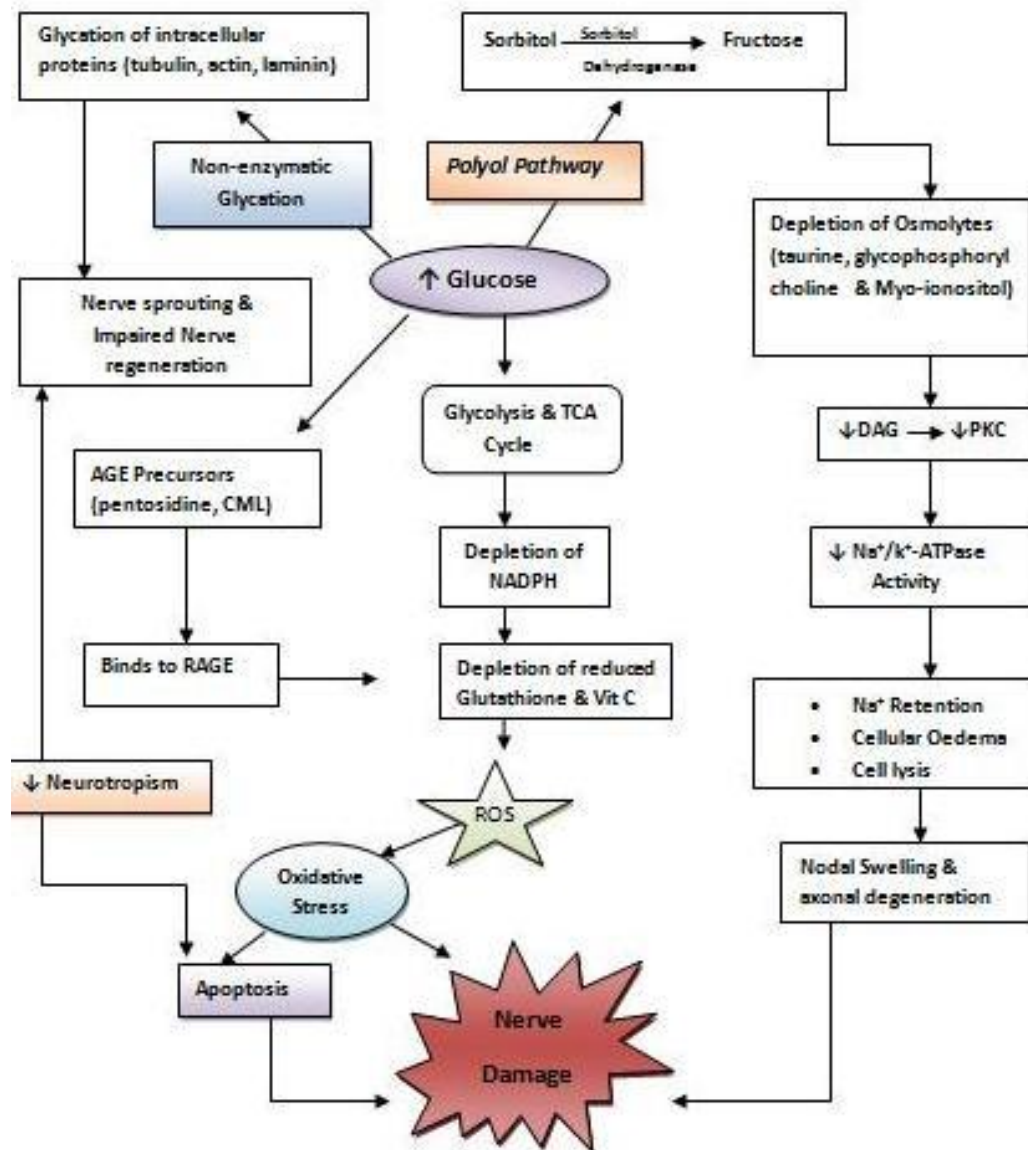 Glycation of intracellular
proteins (tubulin, actin, laminin)
Sorbitol Sorbitol Fructose
Dehydrogenase
Non-enzymatic
Glycation
Polyol Pathway
↑ Glucose
Depletion of Osmolytes
(taurine, glycophosphoryl
choline & Myo-ionositol)
Nerve sprouting &
Impaired Nerve
regeneration
Glycolysis & TCA
Cycle
↓DAG → ↓PKC
AGE Precursors
(pentosidine, CML)
Depletion of
NADPH
↓ Na⁺/k⁺-ATPase
Activity
Binds to RAGE
Depletion of reduced
Glutathione & Vit C
• Na⁺ Retention
• Cellular Oedema
• Cell lysis
↓ Neurotropism
ROS
Oxidative
Stress
Nodal Swelling &
axonal degeneration
Apoptosis
Nerve
Damage